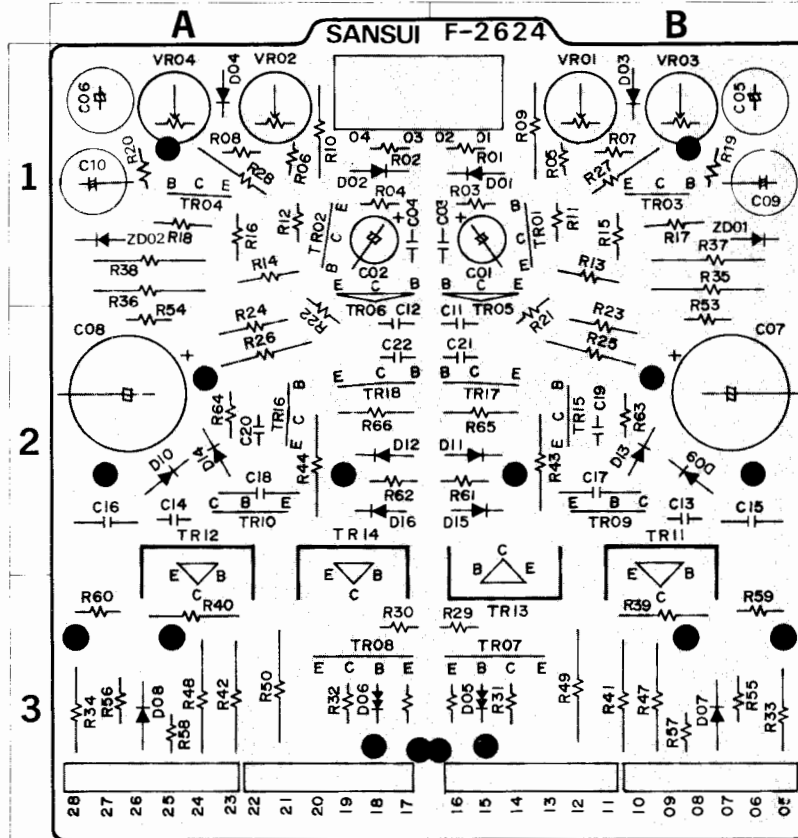 A B
SANSUI F-2624
VR04 D04 VR02 VR01 D03 VR03
C06 C05
04 03 02 01
R20 R08 R06 R10 R02 R01 R09 R05 R07 R19
1 1
C10 R28 D02 D01 R27 C09
B C E R04 R03 B C E
TR04 R12 TR02 E C B + C04 C03 + B C E TR01 R11 TR03
ZD02 R18 R16 R15 R17 ZD01
R38 R14 C02 C01 R13 R37
R36 E C B B C E R35
R54 TR06 TR05 R53
C08 R24 R22 C12 C11 R21 R23 C07
+ R26 C22 C21 R25 +
E C B B C E
R64 TR16 B C E TR18 TR17 TR15 B C E C19 R63
C20 R66 R65
2 2
D10 D14 R44 D12 D11 R43 D13 D09
C18 R62 R61 C17
C16 C14 C B E D16 D15 E B C C13 C15
TR10 TR09
TR12 TR14 C TR11
E B E B B E E B
C C C
TR13
R60 R40 R30 R29 R39 R59
TR08 TR07
E C B E E B C E
3 3
R34 R56 D08 R58 R48 R42 R50 R32 D06 D05 R31 R49 R41 R47 R57 D07 R55 R33
28 27 26 25 24 23 22 21 20 19 18 17 16 15 14 13 12 11 10 09 08 07 06 05